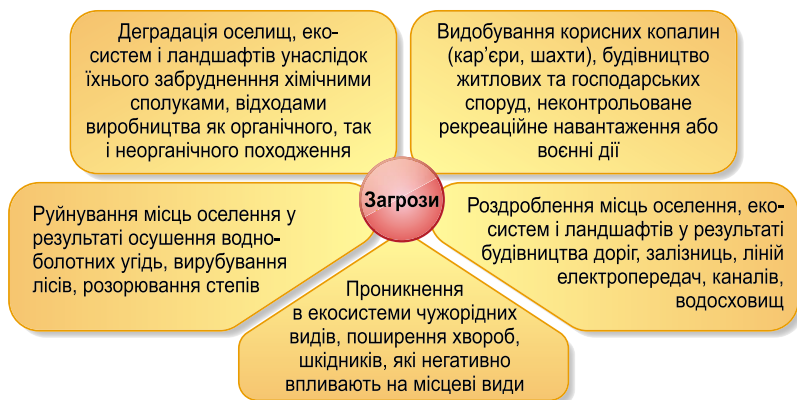 Деградація оселищ, еко-
систем і ландшафтів унаслідок
їхнього забрудненння хімічними
сполуками, відходами
виробництва як органічного, так
і неорганічного походження
Видобування корисних копалин
(кар’єри, шахти), будівництво
житлових та господарських
споруд, неконтрольоване
рекреаційне навантаження або
воєнні дії
Загрози
Руйнування місць оселення у
результаті осушення водно-
болотних угідь, вирубування
лісів, розорювання степів
Роздроблення місць оселення, еко-
систем і ландшафтів у результаті
будівництва доріг, залізниць, ліній
електропередач, каналів,
водосховищ
Проникнення
в екосистеми чужорідних
видів, поширення хвороб,
шкідників, які негативно
впливають на місцеві види